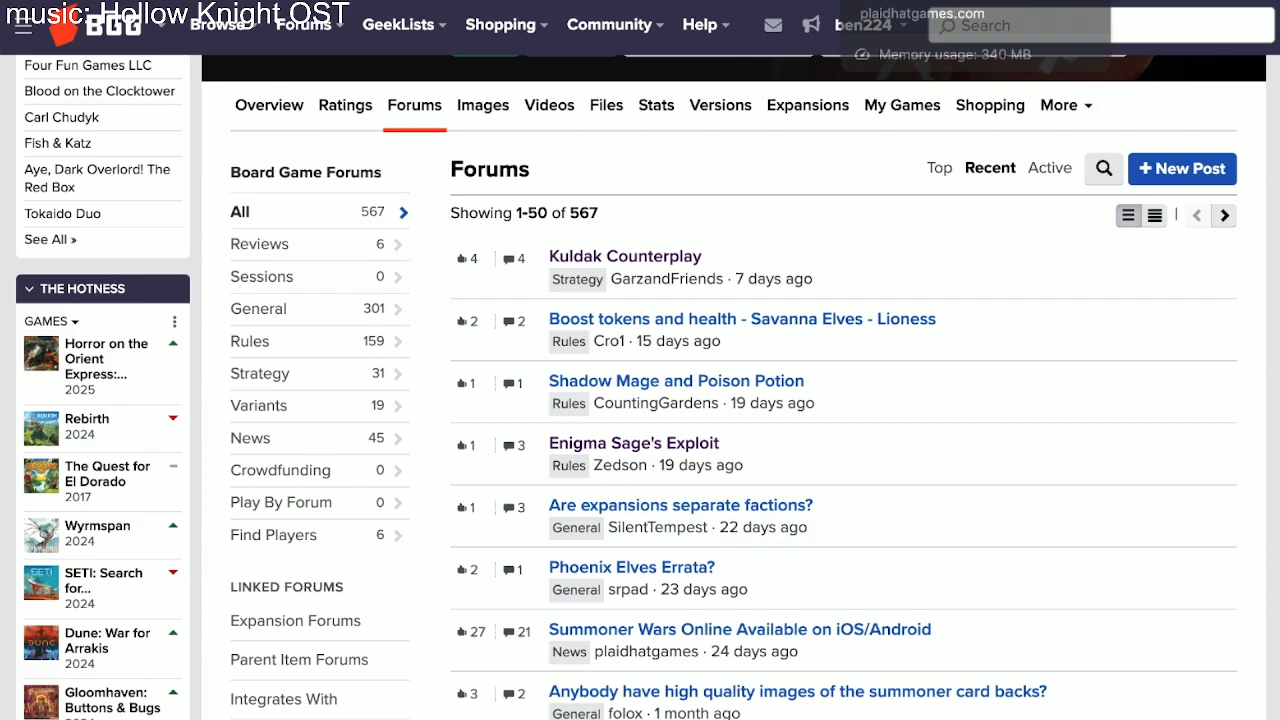 music: Hollow Knight OST
BGG
Browse
Forums
GeekLists
Shopping
Community
Help
ben224
plaidhatgames.com
Search
Memory usage: 340 MB
Four Fun Games LLC
Blood on the Clocktower
Carl Chudyk
Fish & Katz
Aye, Dark Overlord! The
Red Box
Tokaido Duo
See All »
THE HOTNESS
GAMES
Horror on the
Orient
Express:...
2025
Rebirth
2024
The Quest for
El Dorado
2017
Wyrmspan
2024
SETI: Search
for...
2024
Dune: War for
Arrakis
2024
Gloomhaven:
Buttons & Bugs
Overview Ratings Forums Images Videos Files Stats Versions Expansions My Games Shopping More
Board Game Forums
All 567
Reviews 6
Sessions 0
General 301
Rules 159
Strategy 31
Variants 19
News 45
Crowdfunding 0
Play By Forum 0
Find Players 6
LINKED FORUMS
Expansion Forums
Parent Item Forums
Integrates With
Forums
Top Recent Active
+ New Post
Showing 1-50 of 567
4 4 Kuldak Counterplay
Strategy GarzandFriends · 7 days ago
2 2 Boost tokens and health - Savanna Elves - Lioness
Rules Cro1 · 15 days ago
1 1 Shadow Mage and Poison Potion
Rules CountingGardens · 19 days ago
1 3 Enigma Sage's Exploit
Rules Zedson · 19 days ago
1 3 Are expansions separate factions?
General SilentTempest · 22 days ago
2 1 Phoenix Elves Errata?
General srpad · 23 days ago
27 21 Summoner Wars Online Available on iOS/Android
News plaidhatgames · 24 days ago
3 2 Anybody have high quality images of the summoner card backs?
General folox · 1 month ago